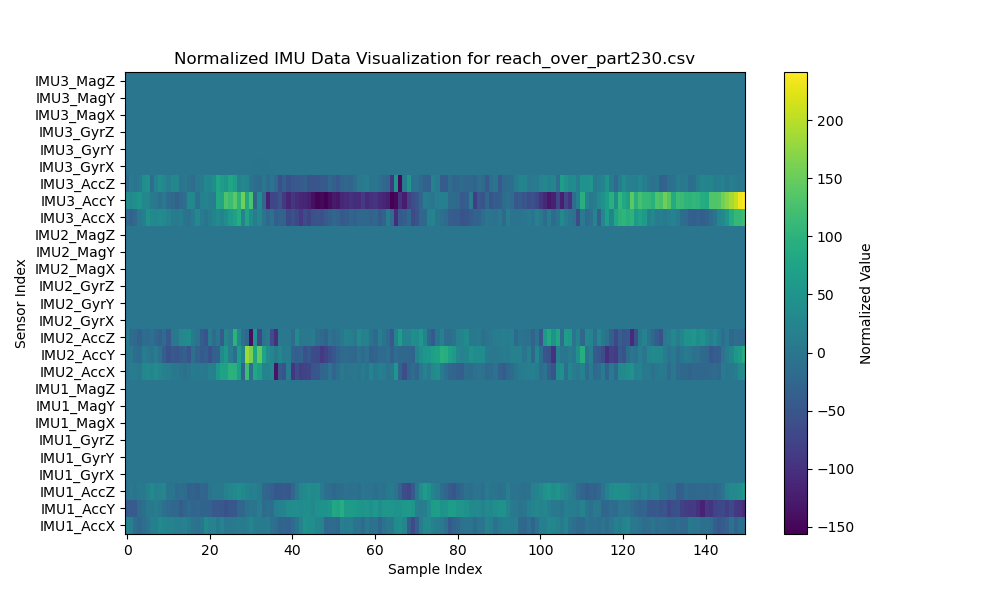 Normalized IMU Data Visualization for reach_over_part230.csv
IMU3_MagZ
IMU3_MagY
IMU3_MagX
IMU3_GyrZ
IMU3_GyrY
IMU3_GyrX
IMU3_AccZ
IMU3_AccY
IMU3_AccX
IMU2_MagZ
IMU2_MagY
IMU2_MagX
IMU2_GyrZ
IMU2_GyrY
IMU2_GyrX
IMU2_AccZ
IMU2_AccY
IMU2_AccX
IMU1_MagZ
IMU1_MagY
IMU1_MagX
IMU1_GyrZ
IMU1_GyrY
IMU1_GyrX
IMU1_AccZ
IMU1_AccY
IMU1_AccX
Sensor Index
0 20 40 60 80 100 120 140
Sample Index
200
150
100
50
0
−50
−100
−150
Normalized Value